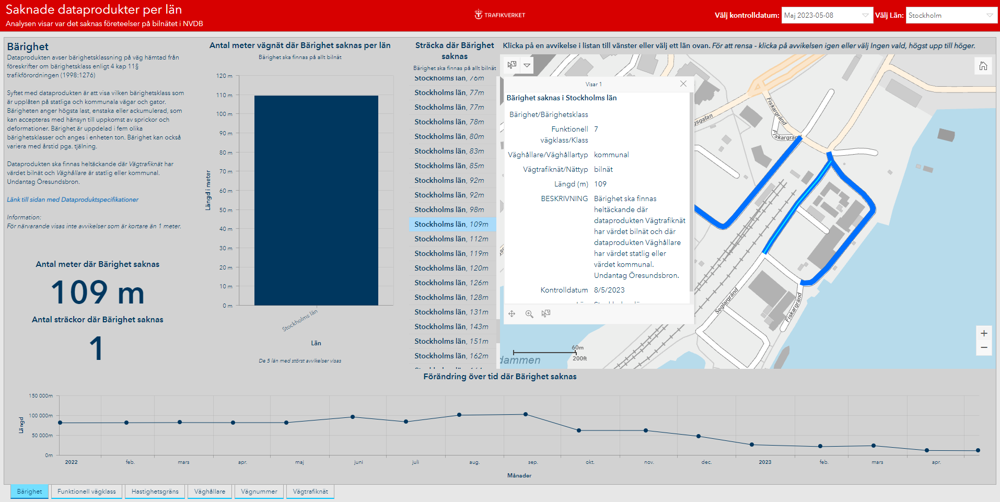 Saknade dataprodukter per län
Analysen visar var det saknas företeelser på bilnätet i NVDB
TRAFIKVERKET
Välj kontrolldatum:
Maj 2023-05-08
Välj Län:
Stockholm
Bärighet
Dataprodukten avser bärighetsklassning på väg hämtad från
föreskrifter om bärighetsklass enligt 4 kap 11§
trafikförordningen (1998:1276)
Syftet med dataprodukten är att visa vilken bärighetsklass som
är upplåten på statliga och kommunala vägar och gator.
Bärigheten anger högsta last, enstaka eller ackumulerad, som
kan accepteras med hänsyn till uppkomst av sprickor och
deformationer. Bärighet är uppdelad i fem olika
bärighetsklasser och anges i enheten ton. Bärighet kan också
variera med årstid pga. tjälning.
Dataprodukten ska finnas heltäckande där Vägtrafiknät har
värdet bilnät och Väghållare är statlig eller kommunal.
Undantag Öresundsbron.
Länk till sidan med Dataproduktspecifikationer
Information:
För närvarande visas inte avvikelser som är kortare än 1 meter.
Antal meter där Bärighet saknas
109 m
Antal sträckor där Bärighet saknas
1
Antal meter vägnät där Bärighet saknas per län
Bärighet ska finnas på allt bilnät
120 m
110 m
100 m
90 m
80 m
70 m
60 m
50 m
40 m
30 m
20 m
10 m
0 m
Längd i meter
Stockholms län
Län
De 5 län med störst avvikelser visas
Sträcka där Bärighet
saknas
Bärighet ska finnas på allt bilnät
Stockholms län, 76m
Stockholms län, 77m
Stockholms län, 77m
Stockholms län, 78m
Stockholms län, 80m
Stockholms län, 83m
Stockholms län, 85m
Stockholms län, 92m
Stockholms län, 92m
Stockholms län, 98m
Stockholms län, 109m
Stockholms län, 112m
Stockholms län, 119m
Stockholms län, 120m
Stockholms län, 126m
Stockholms län, 128m
Stockholms län, 131m
Stockholms län, 143m
Stockholms län, 151m
Stockholms län, 162m
Klicka på en avvikelse i listan till vänster eller välj ett län ovan. För att rensa - klicka på avvikelsen igen eller välj Ingen vald, högst upp till höger.
Visar 1
Bärighet saknas i Stockholms län
Bärighet/Bärighetsklass
Funktionell 7
vägklass/Klass
Väghållare/Väghållartyp kommunal
Vägtrafiknät/Nättyp bilnät
Längd (m) 109
BESKRIVNING Bärighet ska finnas
heltäckande där
dataprodukten Vägtrafiknät
har värdet bilnät och där
dataprodukten Väghållare
har värdet statlig eller
värdet kommunal.
Undantag Öresundsbron.
Kontrolldatum 8/5/2023
gsgatan
Fiskargränd
Fiskargränd
Seglargränd
Fiskargränd
dammen
60m
200ft
+
−
Förändring över tid där Bärighet saknas
150 000m
100 000m
50 000m
0m
Längd
2022 feb. mars apr. maj juni juli aug. sep. okt. nov. dec. 2023 feb. mars apr.
Månader
Bärighet
Funktionell vägklass
Hastighetsgräns
Väghållare
Vägnummer
Vägtrafiknät